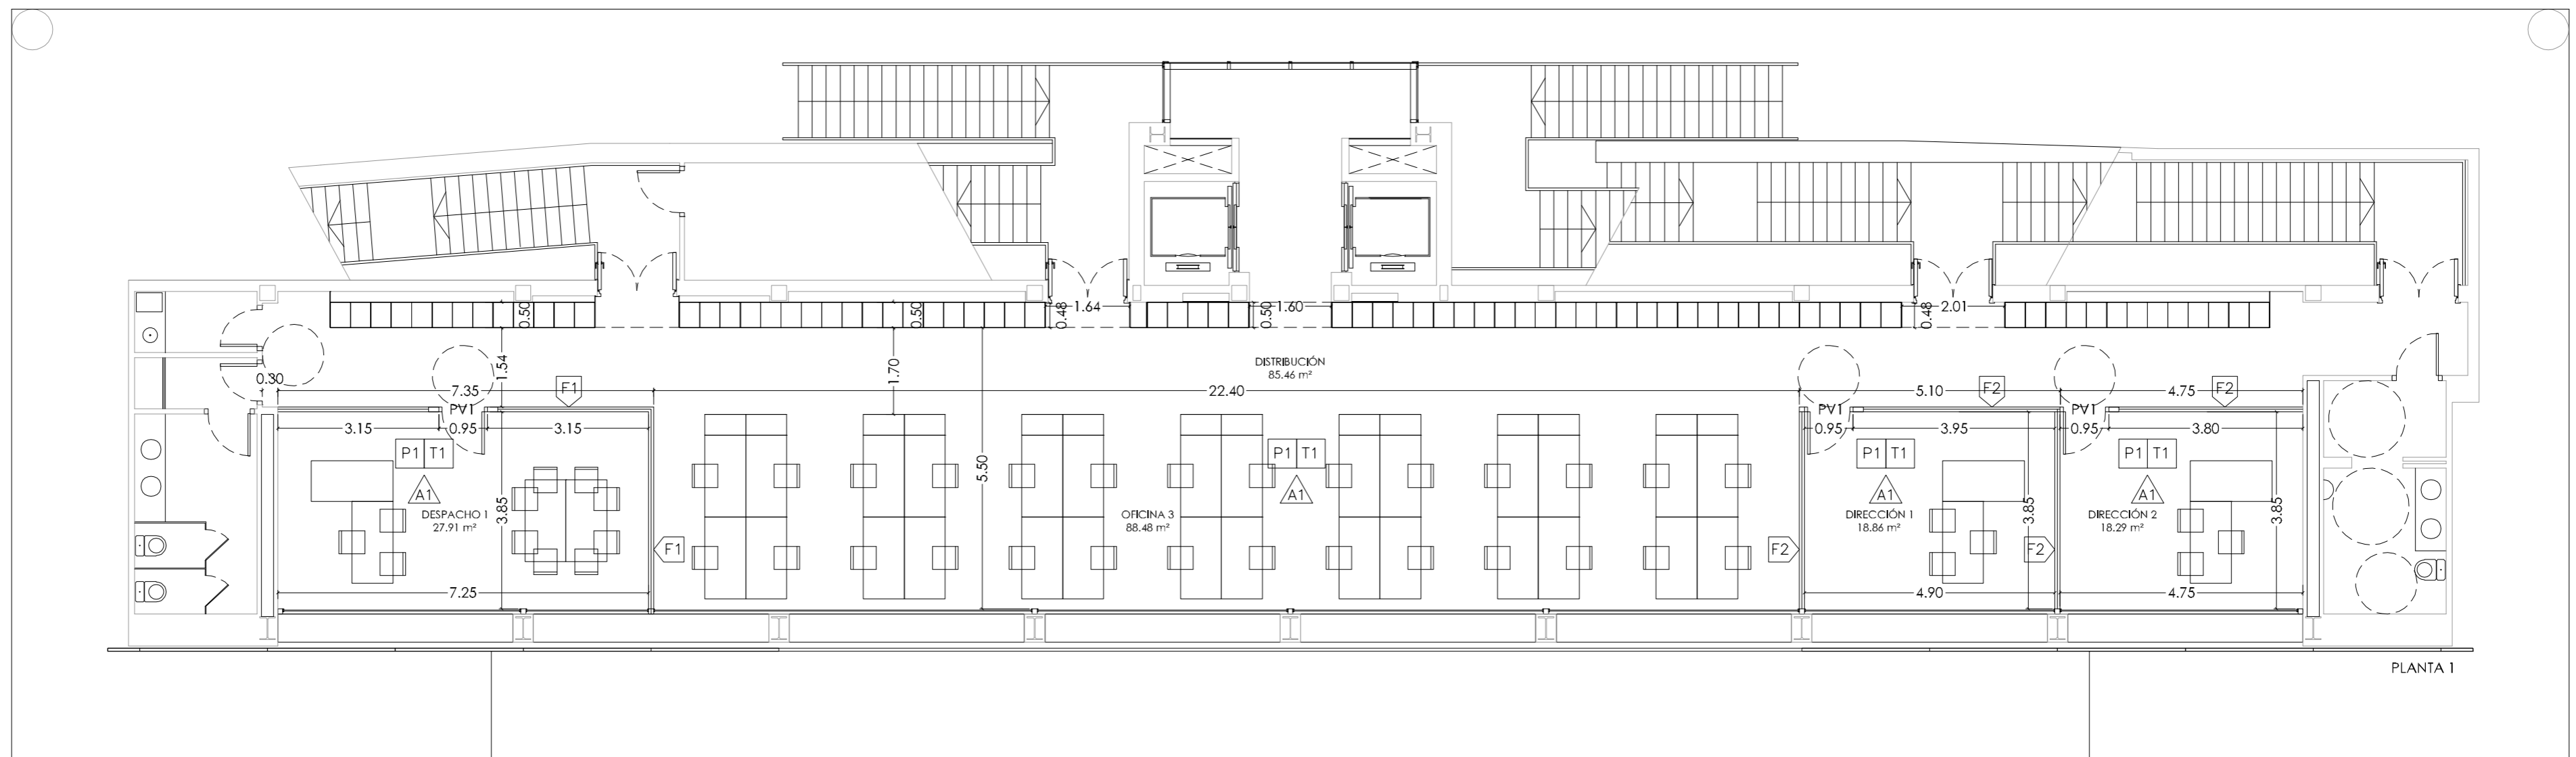 0.50
0.50
0.48
1.64
0.50
1.60
0.48
2.01
1.54
1.70
DISTRIBUCIÓN
85.46 m²
0.30
7.35
F1
22.40
5.10
F2
4.75
F2
PV1
PV1
PV1
3.15
0.95
3.15
0.95
3.95
0.95
3.80
P1 T1
P1 T1
P1 T1
P1 T1
A1
A1
A1
A1
5.50
3.85
3.85
3.85
DESPACHO 1
27.91 m²
OFICINA 3
88.48 m²
DIRECCIÓN 1
18.86 m²
DIRECCIÓN 2
18.29 m²
F1
F2
F2
7.25
4.90
4.75
PLANTA 1